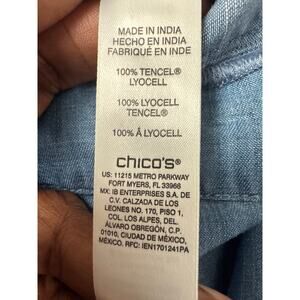 MADE IN INDIA
HECHO EN INDIA
FABRIQUÉ EN INDE
100% TENCEL®
LYOCELL
100% LYOCELL
TENCEL®
100% Â LYOCELL
chico's®
US: 11215 METRO PARKWAY
FORT MYERS, FL 33966
MX: IB ENTERPRISES S.A. DE
C.V. CALZADA DE LOS
LEONES NO. 170, PISO 1,
COL. LOS ALPES, DEL.
ÁLVARO OBREGÓN, C.P.
01010, CIUDAD DE MÉXICO,
MÉXICO, RFC: IEN1701241PA